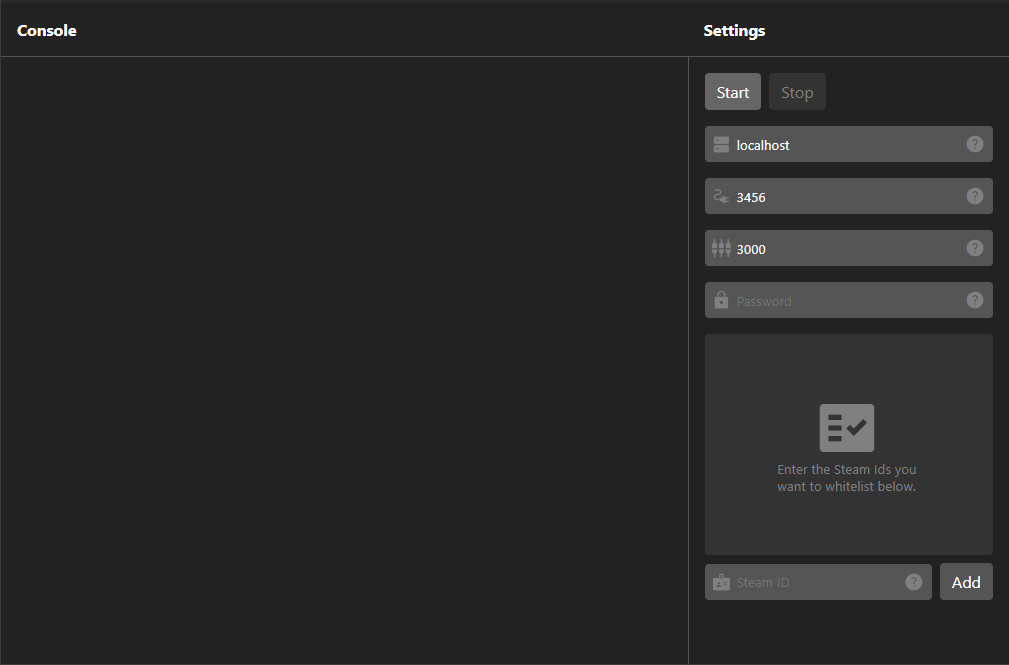 Console
Settings
Start
Stop
localhost
?
3456
?
3000
?
Password
?
Enter the Steam Ids you
want to whitelist below.
Steam ID
?
Add